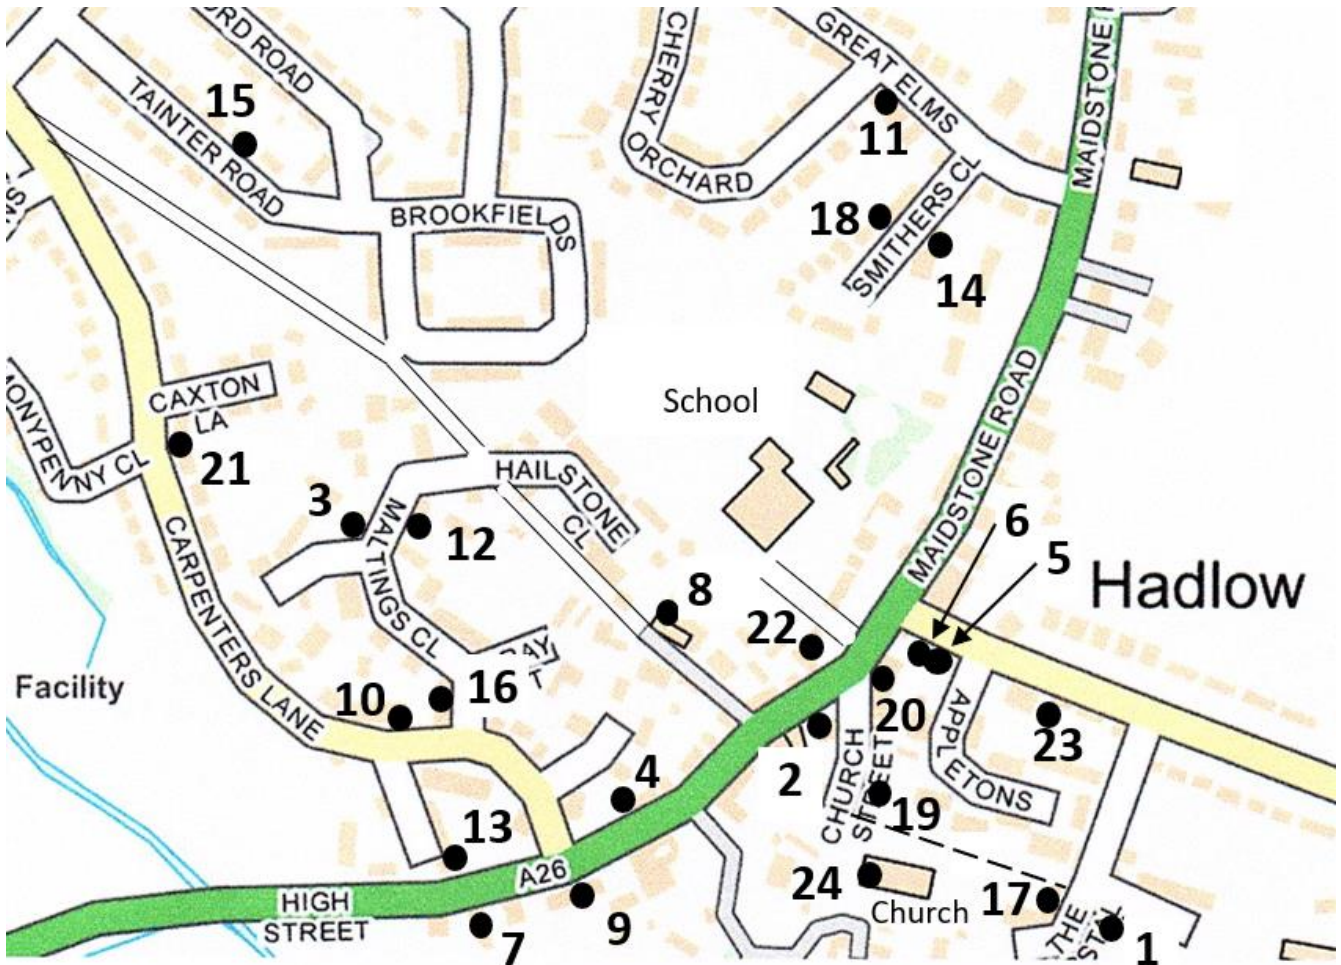 ORD ROAD
CHERRY
ORCHARD
GREAT ELMS
MAIDSTONE
15
TAINTER ROAD
11
BROOKFIELDS
18
SMITHERS CL
14
CAXTON
LA
School
MAIDSTONE ROAD
MONYPENNY CL
21
HAILSTONE
CL
3
MALTINGS CL
12
6
5
Hadlow
CARPENTERS LANE
8
22
Facility
10
16
20
APPLETONS
23
4
2
CHURCH
STREET
19
13
A26
24
Church
17
THE
HIGH
STREET
7
9
1